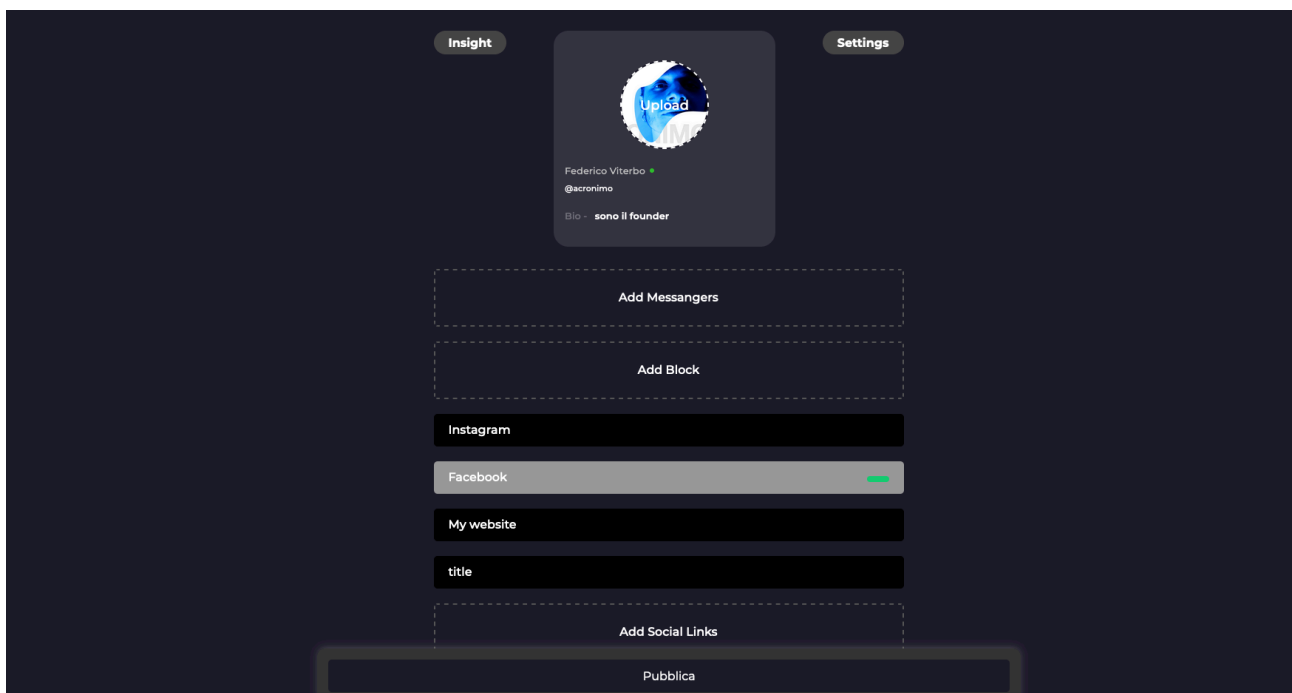 Insight
Settings
Upload
Federico Viterbo
@acronimo
Bio - sono il founder
Add Messangers
Add Block
Instagram
Facebook
My website
title
Add Social Links
Pubblica